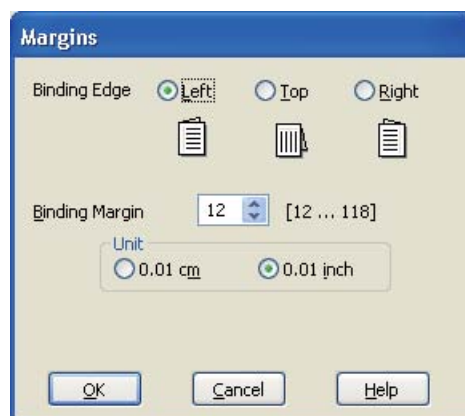 Margins
Binding Edge Left Top Right
Binding Margin 12 [12 ... 118]
Unit
0.01 cm 0.01 inch
OK Cancel Help